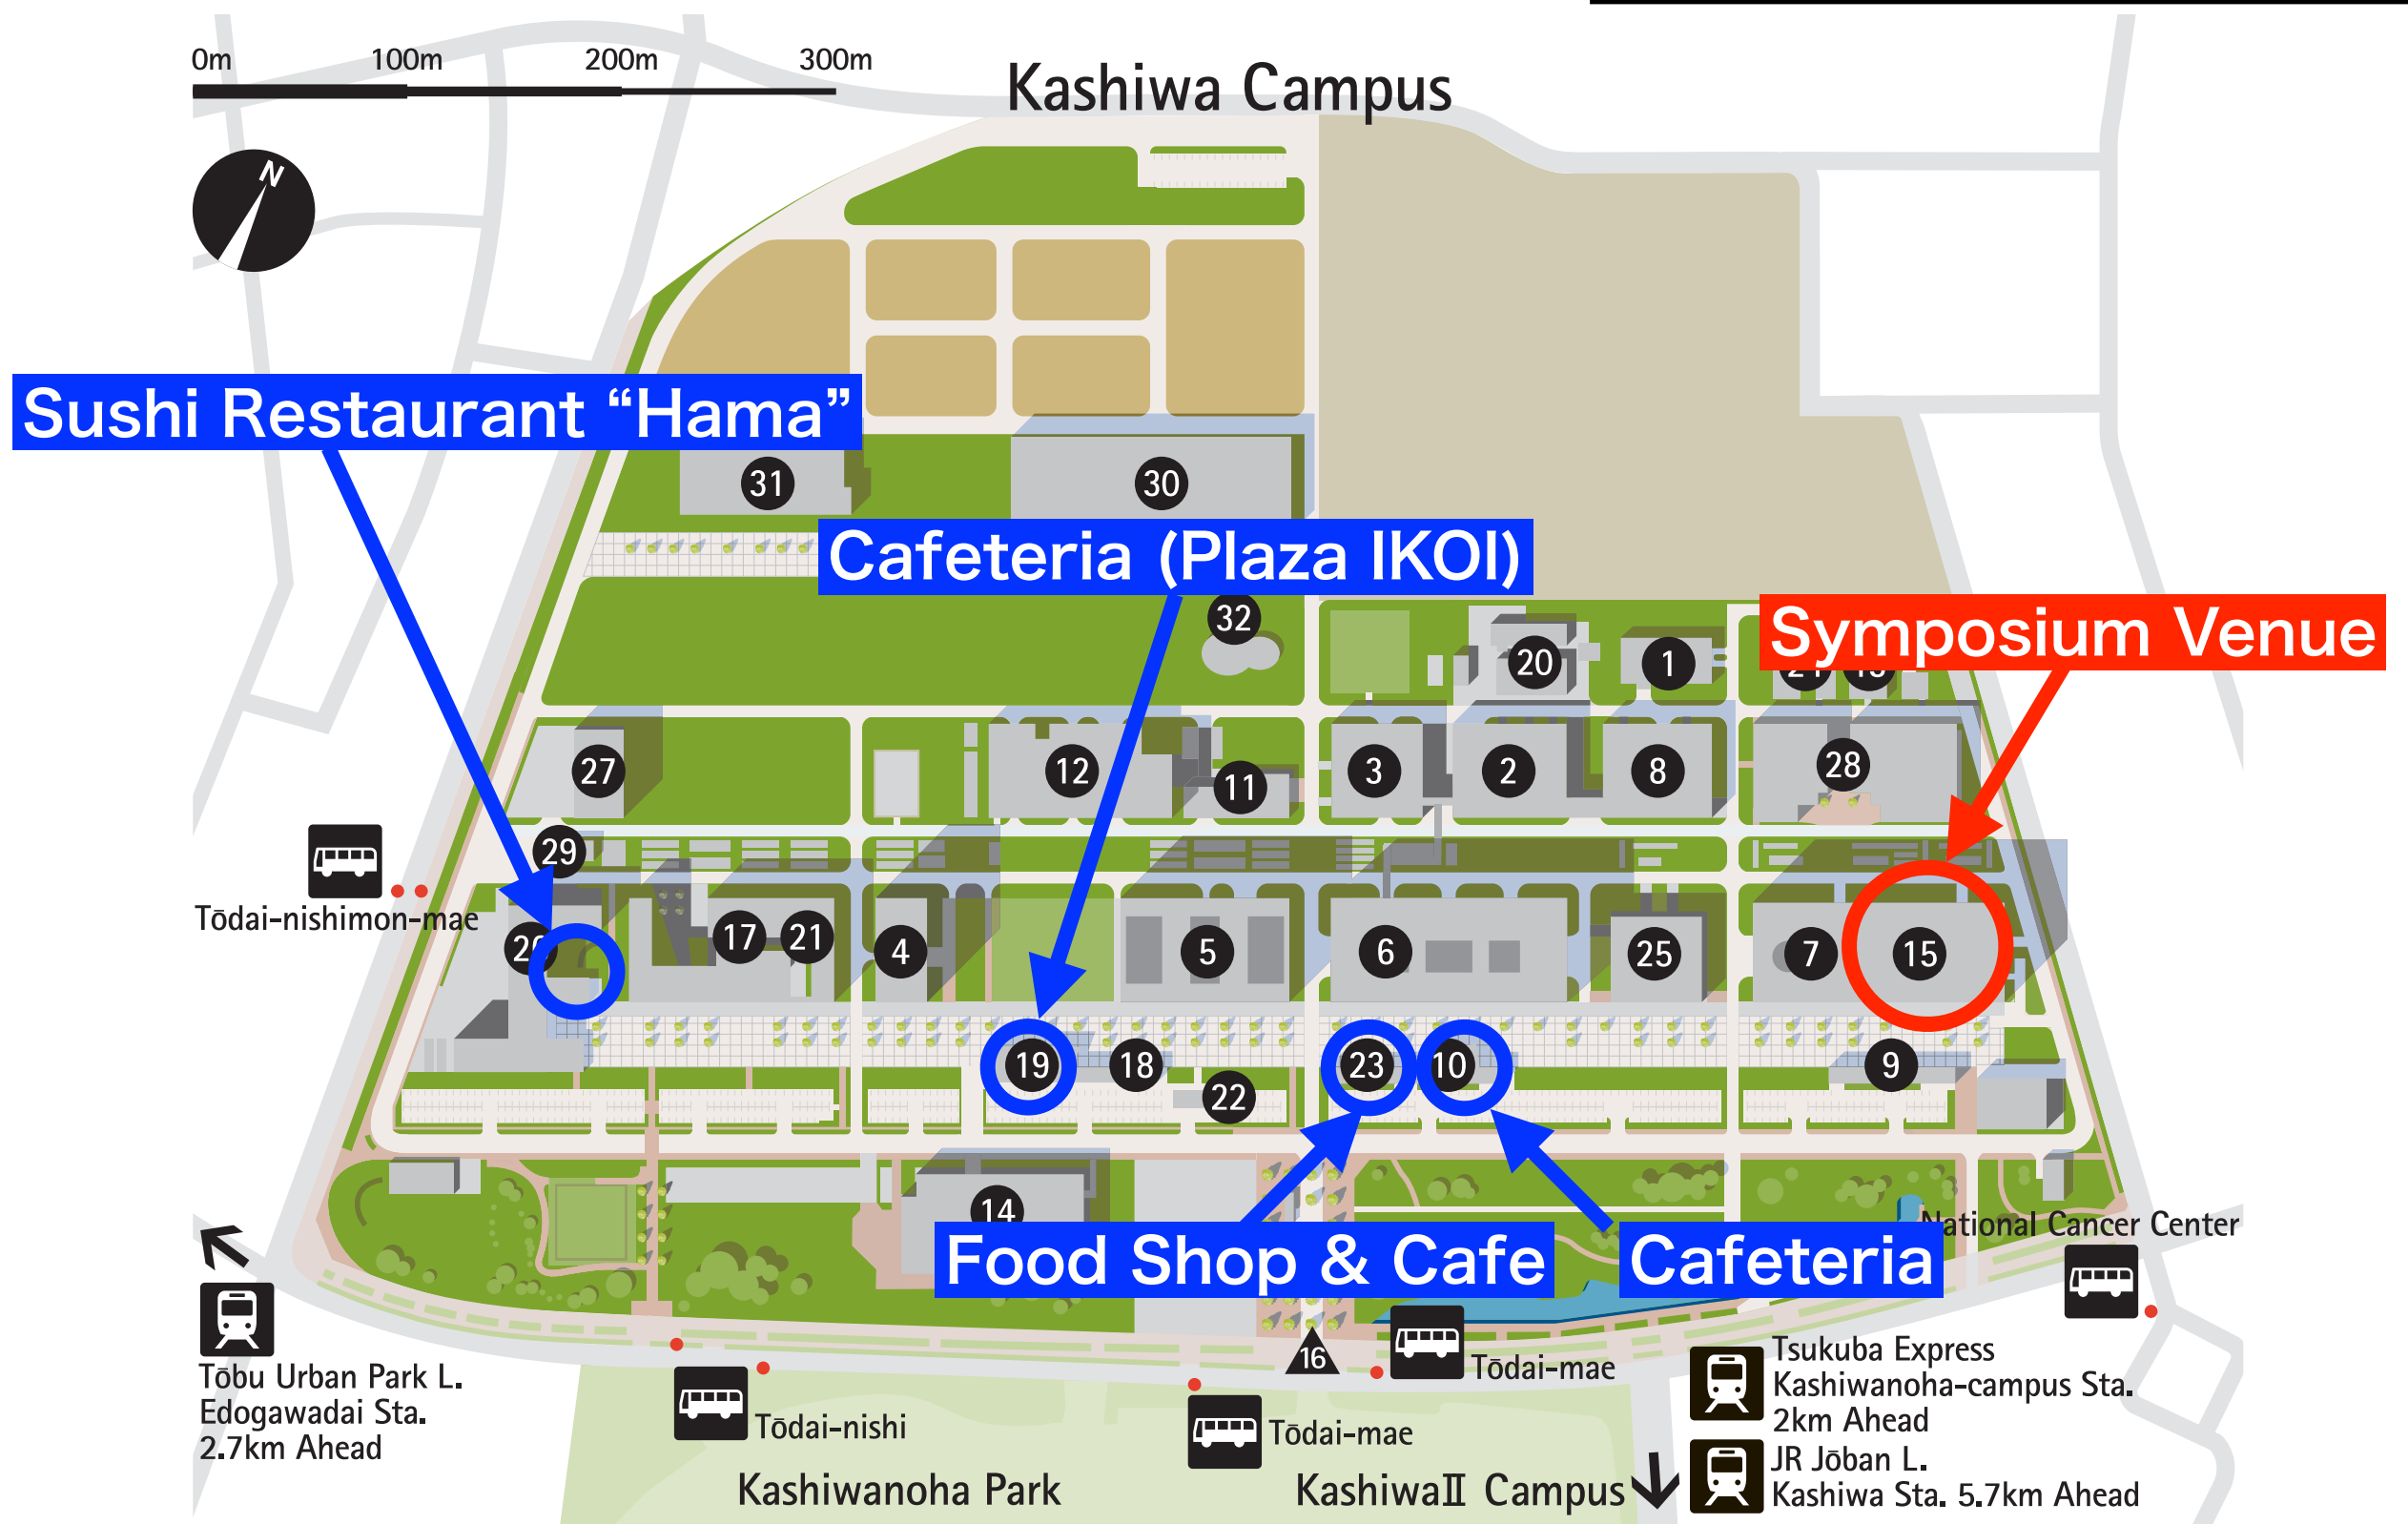 0m 100m 200m 300m
Kashiwa Campus
N
Sushi Restaurant “Hama”
31
30
Cafeteria (Plaza IKOI)
32
20
1
Symposium Venue
27
12
11
3
2
8
28
29
Tōdai-nishimon-mae
17
21
4
5
6
25
7
15
19
18
22
23
10
9
14
Food Shop & Cafe
Cafeteria
National Cancer Center
16
Tōdai-mae
Tōbu Urban Park L.
Edogawadai Sta.
2.7km Ahead
Tōdai-nishi
Tōdai-mae
Tsukuba Express
Kashiwanoha-campus Sta.
2km Ahead
JR Jōban L.
Kashiwa Sta. 5.7km Ahead
Kashiwanoha Park
KashiwaⅡ Campus